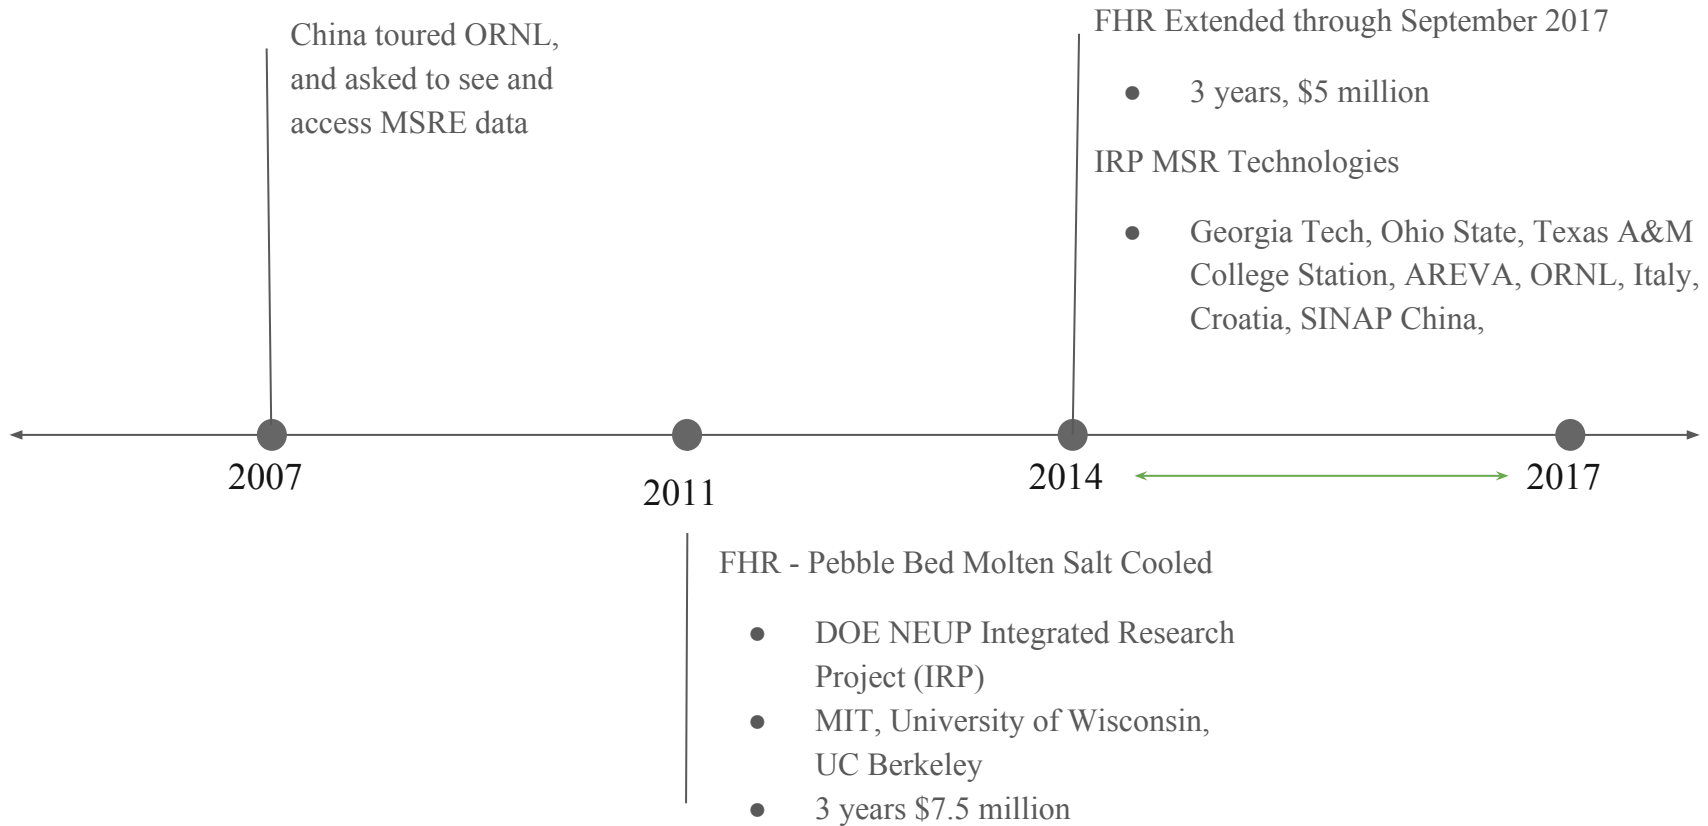 China toured ORNL,
and asked to see and
access MSRE data
FHR Extended through September 2017
● 3 years, $5 million
IRP MSR Technologies
● Georgia Tech, Ohio State, Texas A&M
College Station, AREVA, ORNL, Italy,
Croatia, SINAP China,
2007
2011
2014
2017
FHR - Pebble Bed Molten Salt Cooled
● DOE NEUP Integrated Research
Project (IRP)
● MIT, University of Wisconsin,
UC Berkeley
● 3 years $7.5 million